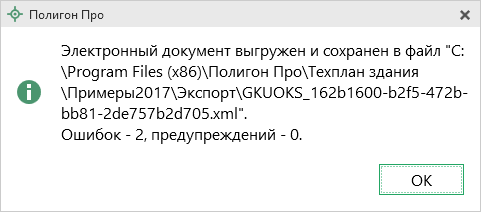 Полигон Про
Электронный документ выгружен и сохранен в файл "C:
\Program Files (x86)\Полигон Про\Техплан здания
\Примеры2017\Экспорт\GKUOKS_162b1600-b2f5-472b-
bb81-2de757b2d705.xml".
Ошибок - 2, предупреждений - 0.
ОК